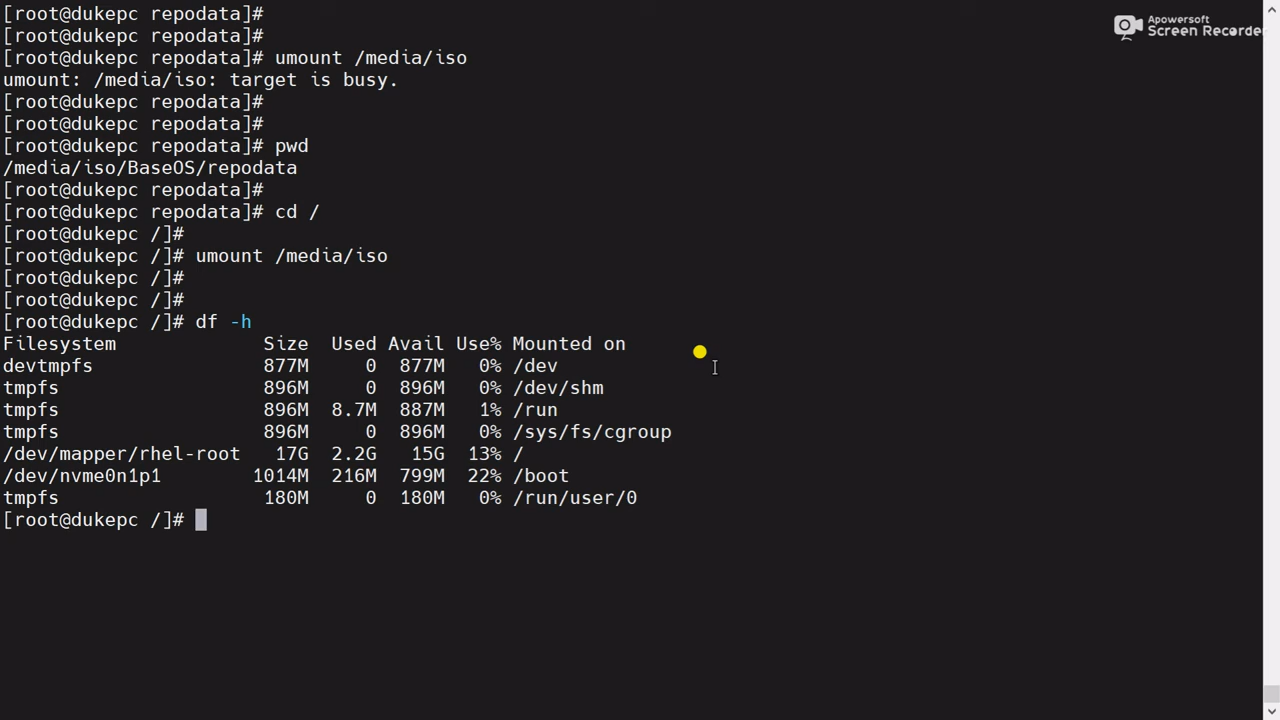 [root@dukepc repodata]#
[root@dukepc repodata]#
[root@dukepc repodata]# umount /media/iso
umount: /media/iso: target is busy.
[root@dukepc repodata]#
[root@dukepc repodata]#
[root@dukepc repodata]# pwd
/media/iso/BaseOS/repodata
[root@dukepc repodata]#
[root@dukepc repodata]# cd /
[root@dukepc /]#
[root@dukepc /]# umount /media/iso
[root@dukepc /]#
[root@dukepc /]#
[root@dukepc /]# df -h
Filesystem             Size  Used Avail Use% Mounted on
devtmpfs               877M     0  877M   0% /dev
tmpfs                  896M     0  896M   0% /dev/shm
tmpfs                  896M  8.7M  887M   1% /run
tmpfs                  896M     0  896M   0% /sys/fs/cgroup
/dev/mapper/rhel-root   17G  2.2G   15G  13% /
/dev/nvme0n1p1        1014M  216M  799M  22% /boot
tmpfs                  180M     0  180M   0% /run/user/0
[root@dukepc /]#
Apowersoft
Screen Recorder